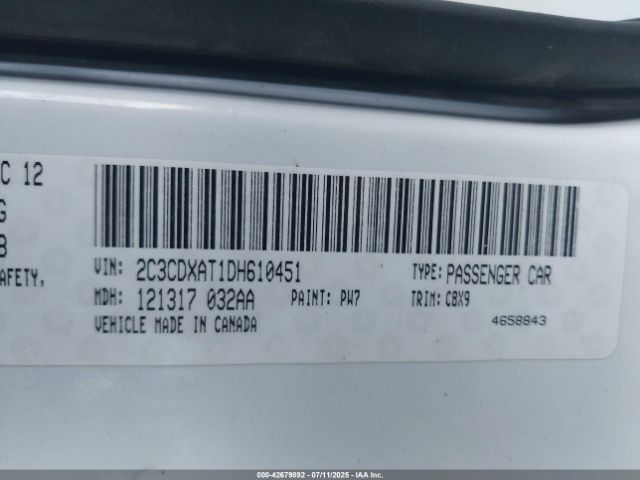 C 12
G
8
AFETY,
VIN: 2C3CDXAT1DH610451
TYPE: PASSENGER CAR
MDH: 121317 032AA PAINT: PW7 TRIM: C8X9
VEHICLE MADE IN CANADA
4658843
000-42679892 - 07/11/2025 - IAA Inc.